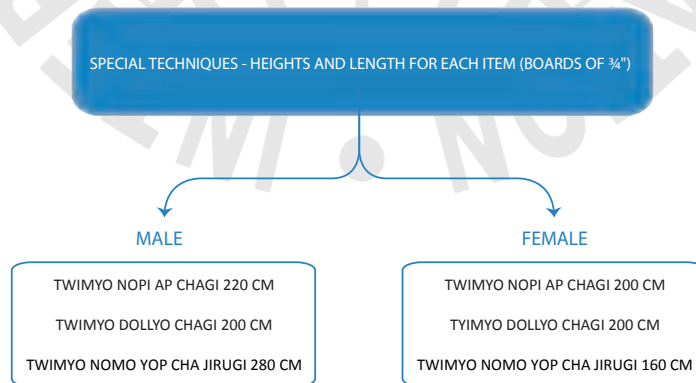 SPECIAL TECHNIQUES - HEIGHTS AND LENGTH FOR EACH ITEM (BOARDS OF ¾")
MALE
TWIMYO NOPI AP CHAGI 220 CM
TWIMYO DOLLYO CHAGI 200 CM
TWIMYO NOMO YOP CHA JIRUGI 280 CM
FEMALE
TWIMYO NOPI AP CHAGI 200 CM
TYIMYO DOLLYO CHAGI 200 CM
TWIMYO NOMO YOP CHA JIRUGI 160 CM